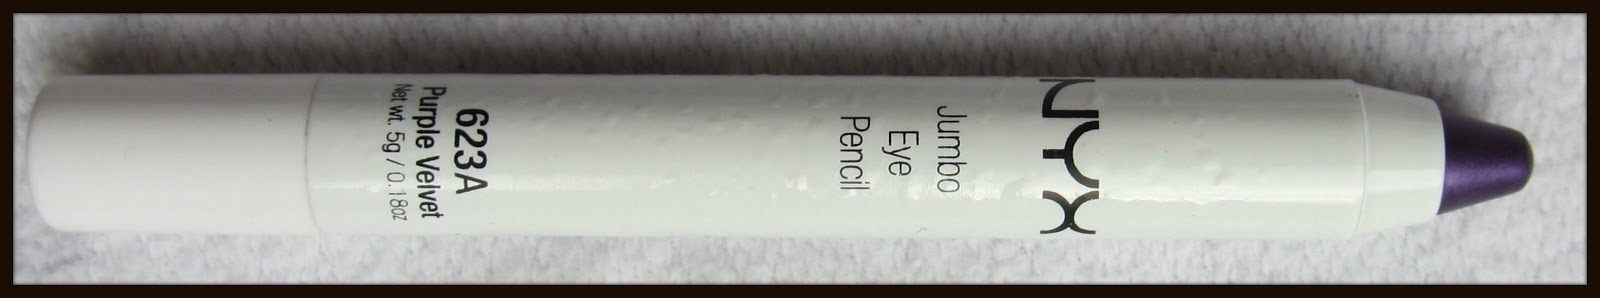 NYX
Jumbo
Eye
Pencil
623A
Purple Velvet
Net wt. 5g / 0.18oz